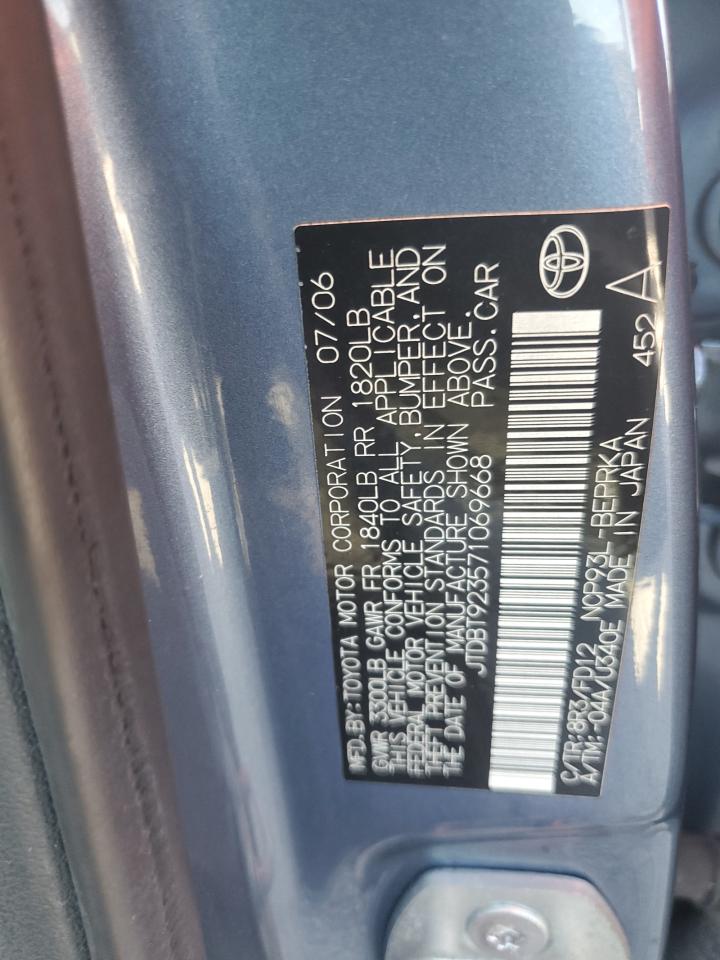 MFD.BY:TOYOTA MOTOR CORPORATION 07/06
GVWR 3300LB GAWR FR 1840LB RR 1820LB
THIS VEHICLE CONFORMS TO ALL APPLICABLE
FEDERAL MOTOR VEHICLE SAFETY,BUMPER,AND
THEFT PREVENTION STANDARDS IN EFFECT ON
THE DATE OF MANUFACTURE SHOWN ABOVE.
JTDBT923571069668 PASS.CAR
C/TR:8R3/FD12 NCP93L-BEPRKA
A/TM:-04A/U340E MADE IN JAPAN
452 A